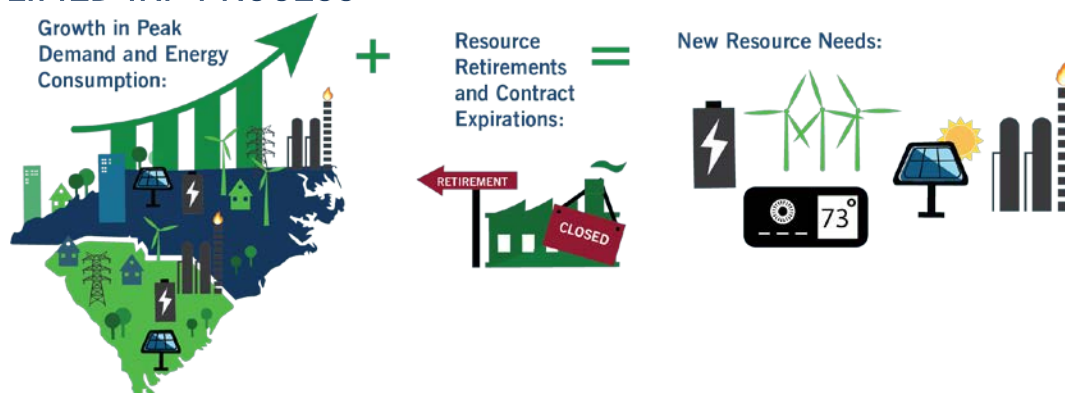 Growth in Peak
Demand and Energy
Consumption:
+
Resource
Retirements
and Contract
Expirations:
=
New Resource Needs:
RETIREMENT
CLOSED
73°